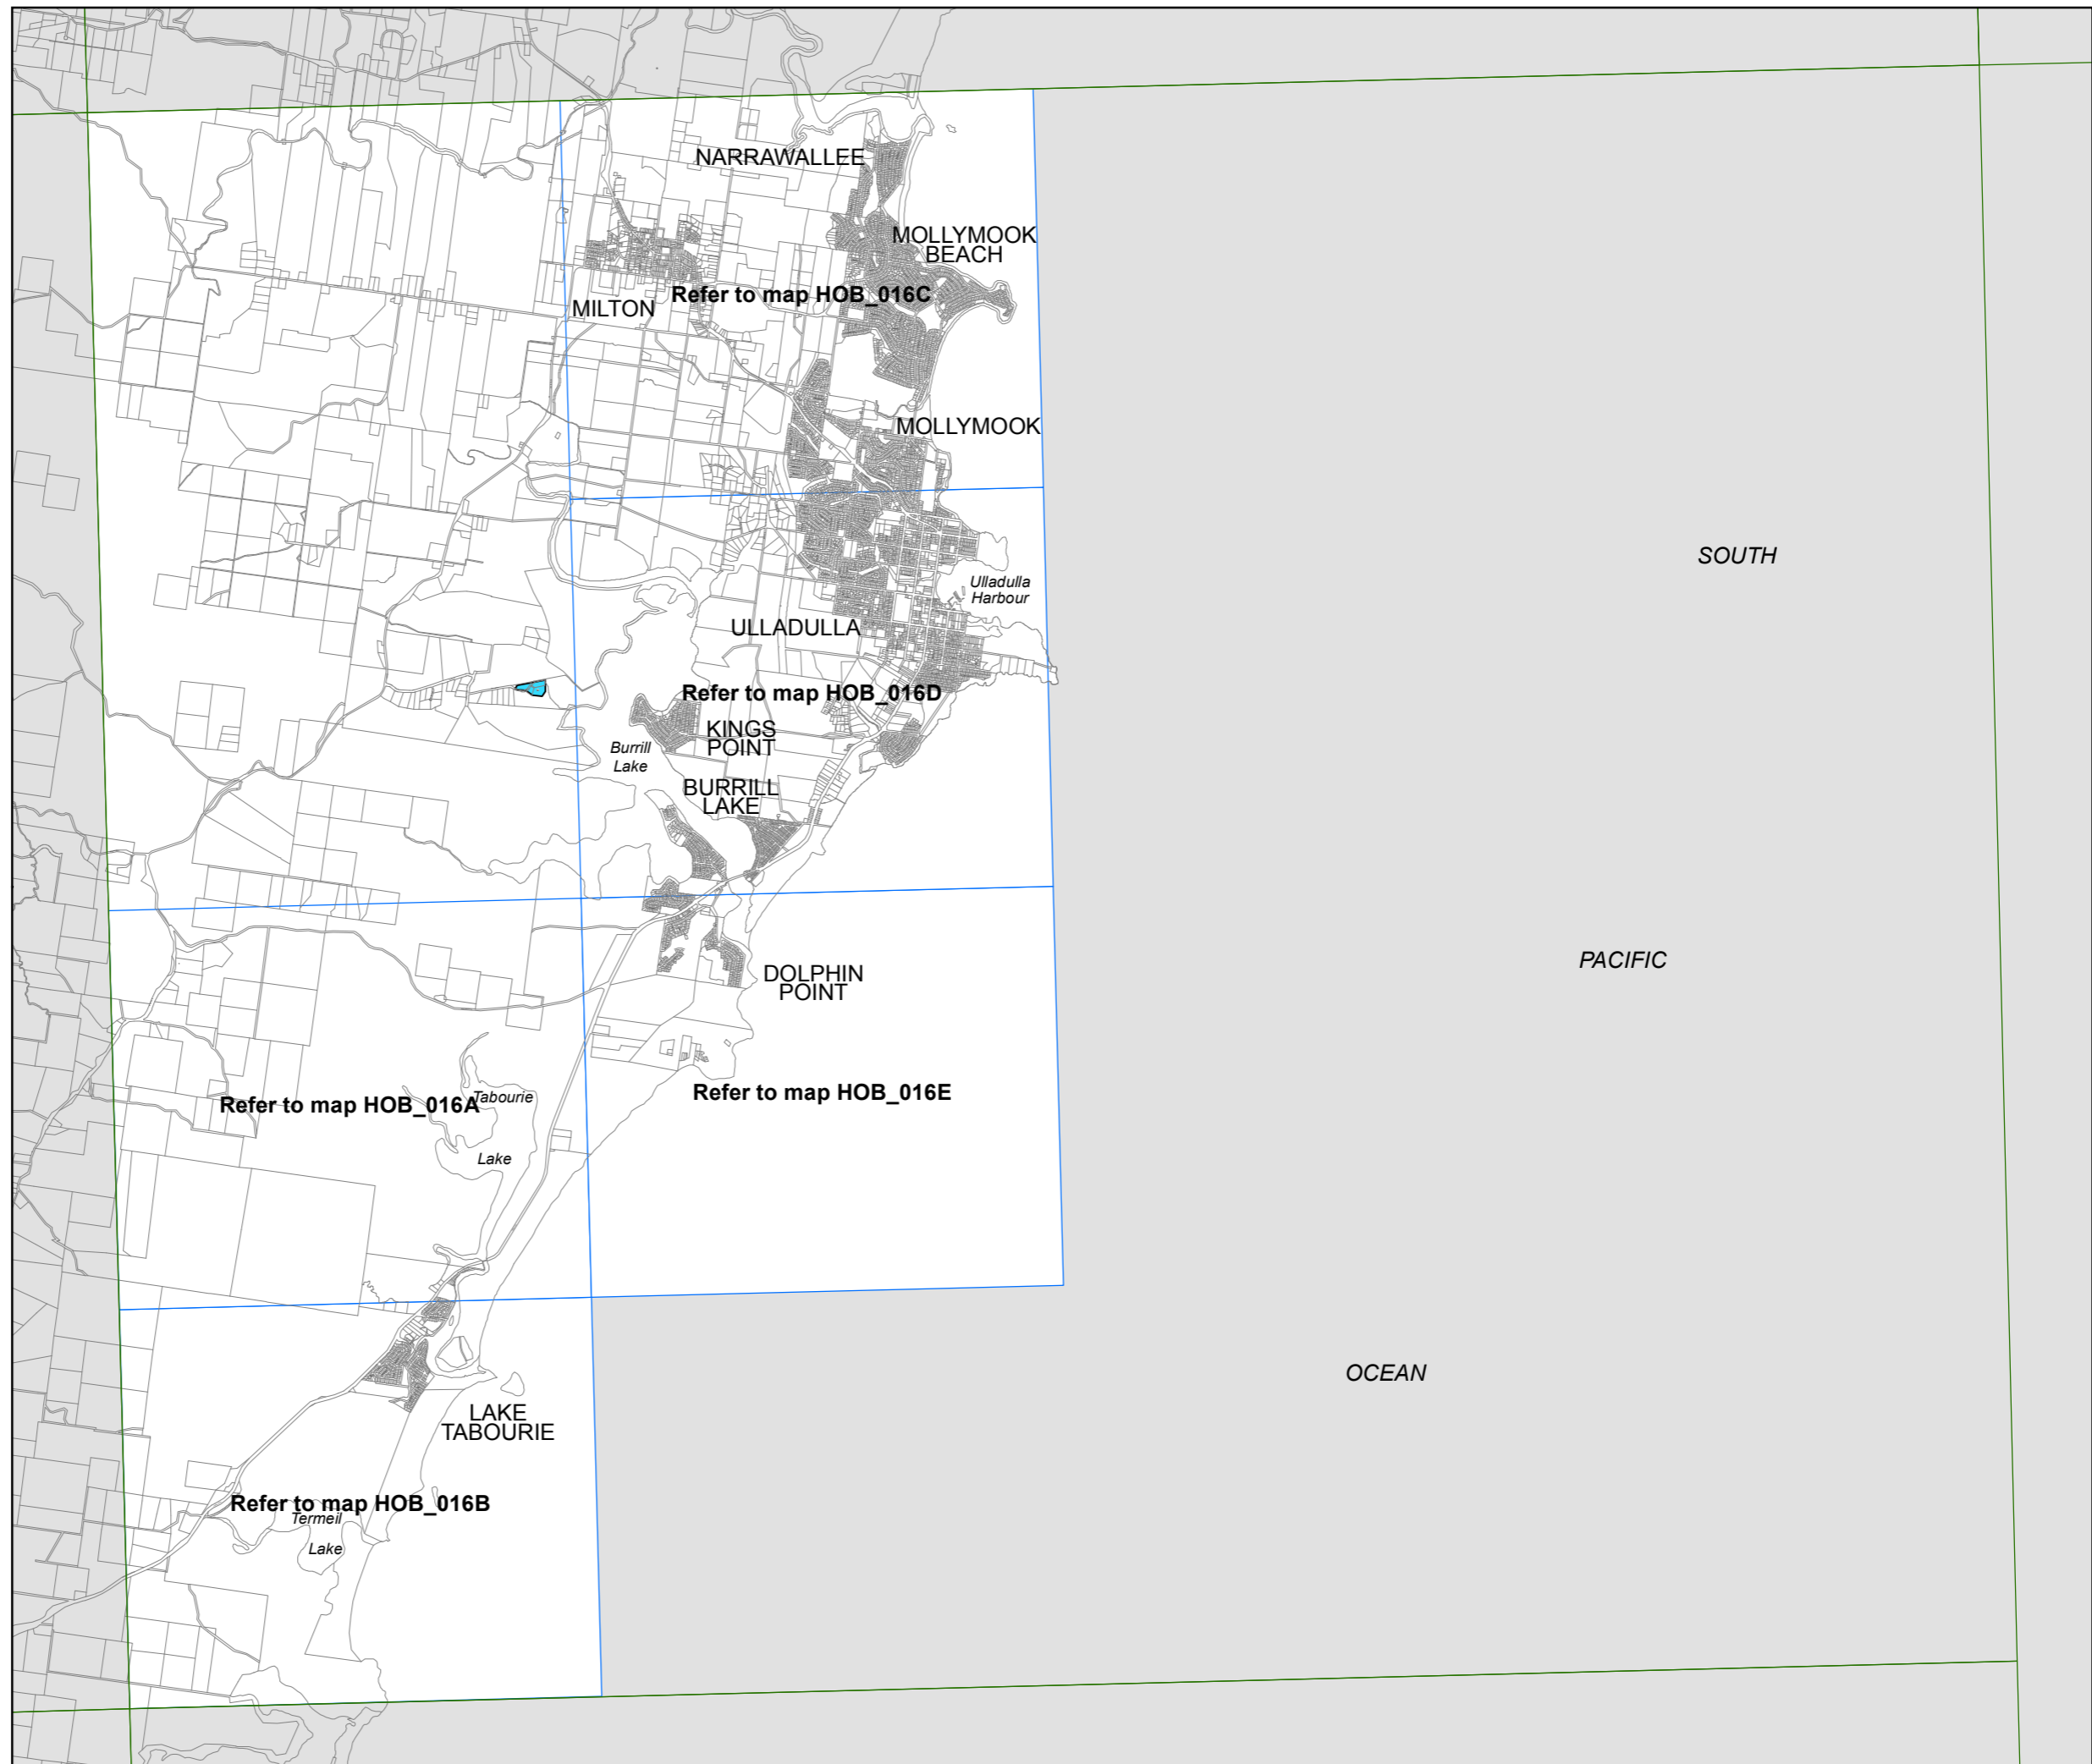 NARRAWALLEE
MOLLYMOOK
BEACH
Refer to map HOB_016C
MILTON
MOLLYMOOK
SOUTH
Ulladulla
Harbour
ULLADULLA
Refer to map HOB_016D
KINGS
POINT
Burrill
Lake
BURRILL
LAKE
PACIFIC
DOLPHIN
POINT
Refer to map HOB_016E
Refer to map HOB_016A
Tabourie
Lake
OCEAN
LAKE
TABOURIE
Refer to map HOB_016B
Termeil
Lake